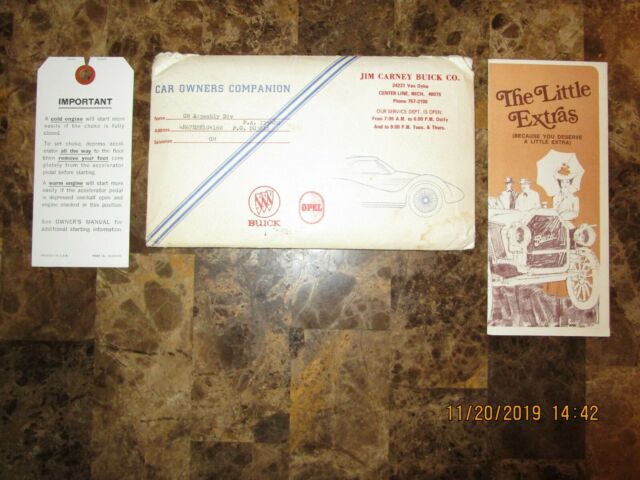 IMPORTANT
A cold engine will start more
easily if the choke is fully
closed.
To set choke depress accel-
erator all the way to the floor
then remove your foot com-
pletely from the accelerator
pedal before starting.
A warm engine will start more
easily if the accelerator pedal
is depressed one-half open and
engine cranked in this position.
See OWNER'S MANUAL for
additional starting information.
CAR OWNERS COMPANION
Name GM Assembly Div
Address
P.O.
Salesman GM
JIM CARNEY BUICK CO.
24227 Van Dyke
CENTER LINE, MICH. 48015
Phone 757-2100
OUR SERVICE DEPT. IS OPEN:
From 7:00 A.M. to 6:00 P.M. Daily
And to 9:00 P.M. Tues. & Thurs.
BUICK
OPEL
The Little
Extras
(BECAUSE YOU DESERVE
A LITTLE EXTRA)
Buick
11/20/2019 14:42